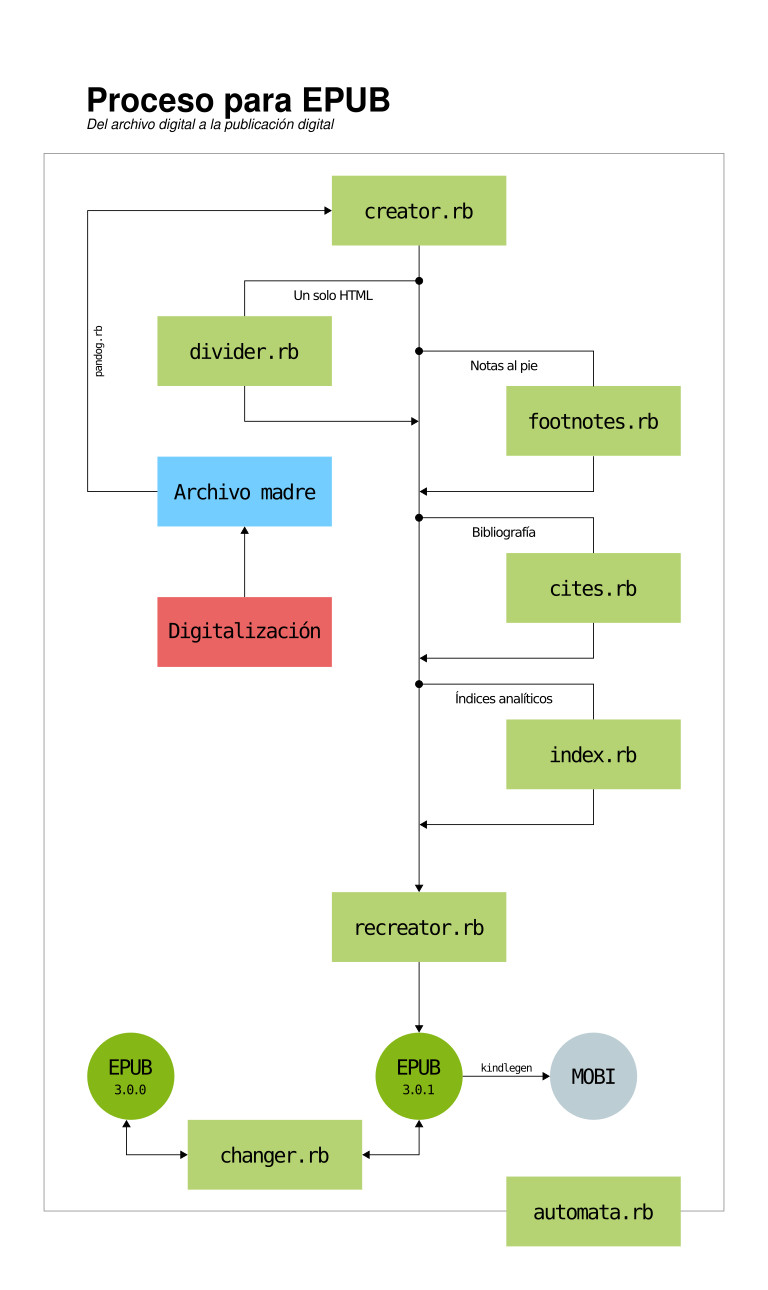 Proceso para EPUB
Del archivo digital a la publicación digital
creator.rb
Un solo HTML
divider.rb
pandog.rb
Notas al pie
footnotes.rb
Archivo madre
Bibliografía
cites.rb
Digitalización
Índices analíticos
index.rb
recreator.rb
EPUB
3.0.0
EPUB
3.0.1
kindlegen
MOBI
changer.rb
automata.rb